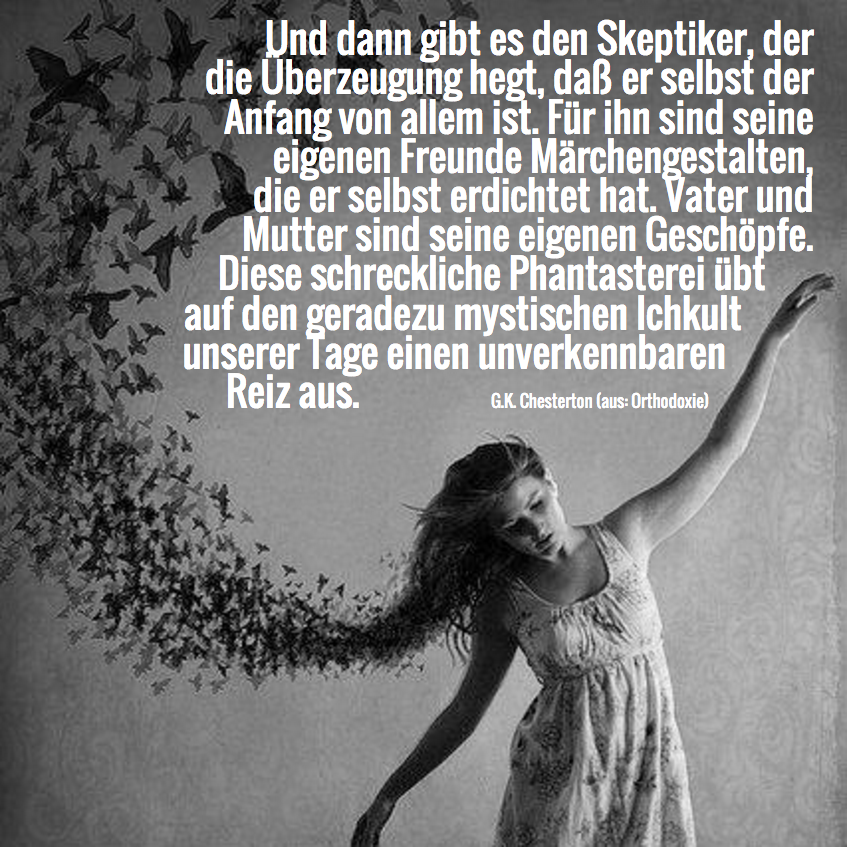 Und dann gibt es den Skeptiker, der
die Überzeugung hegt, daß er selbst der
Anfang von allem ist. Für ihn sind seine
eigenen Freunde Märchengestalten,
die er selbst erdichtet hat. Vater und
Mutter sind seine eigenen Geschöpfe.
Diese schreckliche Phantasterei übt
auf den geradezu mystischen Ichkult
unserer Tage einen unverkennbaren
Reiz aus.
G.K. Chesterton (aus: Orthodoxie)